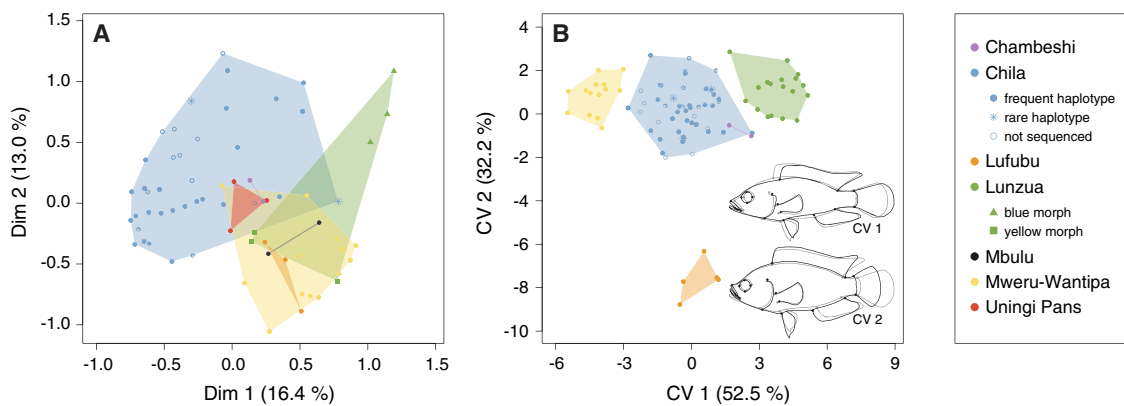 A
1.5
1.0
0.5
0.0
-0.5
-1.0
Dim 2 (13.0 %)
-1.0 -0.5 0.0 0.5 1.0 1.5
Dim 1 (16.4 %)
B
4
2
0
-2
-4
-6
-8
-10
CV 2 (32.2 %)
CV 1
CV 2
-6 -3 0 3 6 9
CV 1 (52.5 %)
Chambeshi
Chila
frequent haplotype
rare haplotype
not sequenced
Lufubu
Lunzua
blue morph
yellow morph
Mbulu
Mweru-Wantipa
Uningi Pans